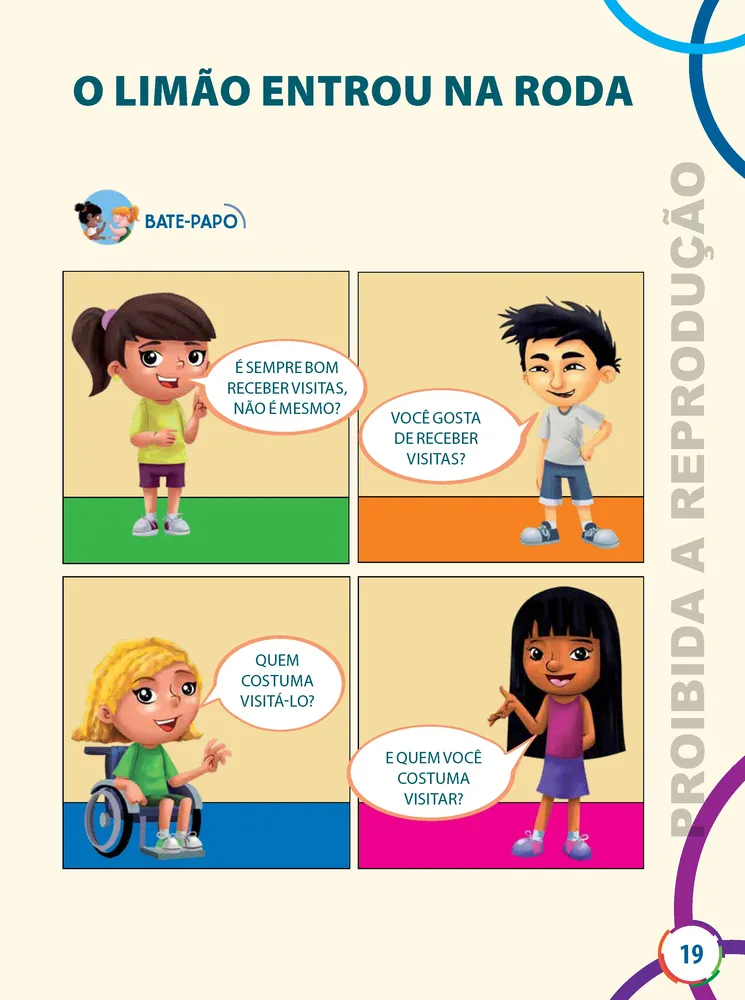 O LIMÃO ENTROU NA RODA
BATE-PAPO
É SEMPRE BOM
RECEBER VISITAS,
NÃO É MESMO?
VOCÊ GOSTA
DE RECEBER
VISITAS?
QUEM
COSTUMA
VISITÁ-LO?
E QUEM VOCÊ
COSTUMA
VISITAR?
PROIBIDA A REPRODUÇÃO
19